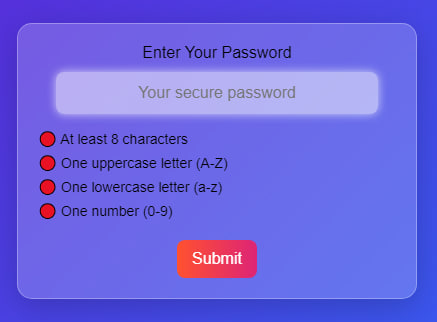 Enter Your Password
Your secure password
At least 8 characters
One uppercase letter (A-Z)
One lowercase letter (a-z)
One number (0-9)
Submit